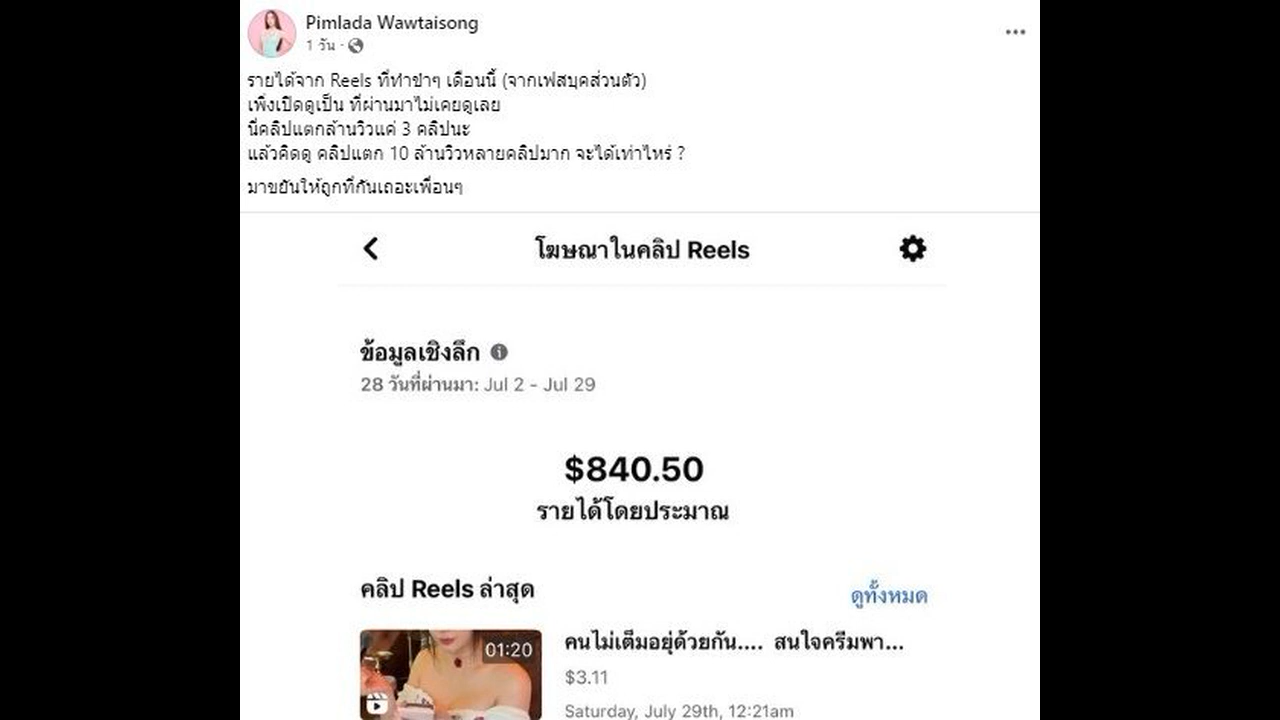 Pimlada Wawtaisong
1 วัน ·
รายได้จาก Reels ที่ทำขำๆ เดือนนี้ (จากเฟสบุคส่วนตัว)
เพิ่งเปิดดูเป็น ที่ผ่านมาไม่เคยดูเลย
นี่คลิปแตกล้านวิวแค่ 3 คลิปนะ
แล้วคิดดู คลิปแตก 10 ล้านวิวหลายคลิปมาก จะได้เท่าไหร่ ?
มาขยันให้ถูกที่กันเถอะเพื่อนๆ
โฆษณาในคลิป Reels
ข้อมูลเชิงลึก
28 วันที่ผ่านมา: Jul 2 - Jul 29
$840.50
รายได้โดยประมาณ
คลิป Reels ล่าสุด
ดูทั้งหมด
01:20
คนไม่เต็มอยู่ด้วยกัน.... สนใจครีมพา...
$3.11
Saturday, July 29th, 12:21am